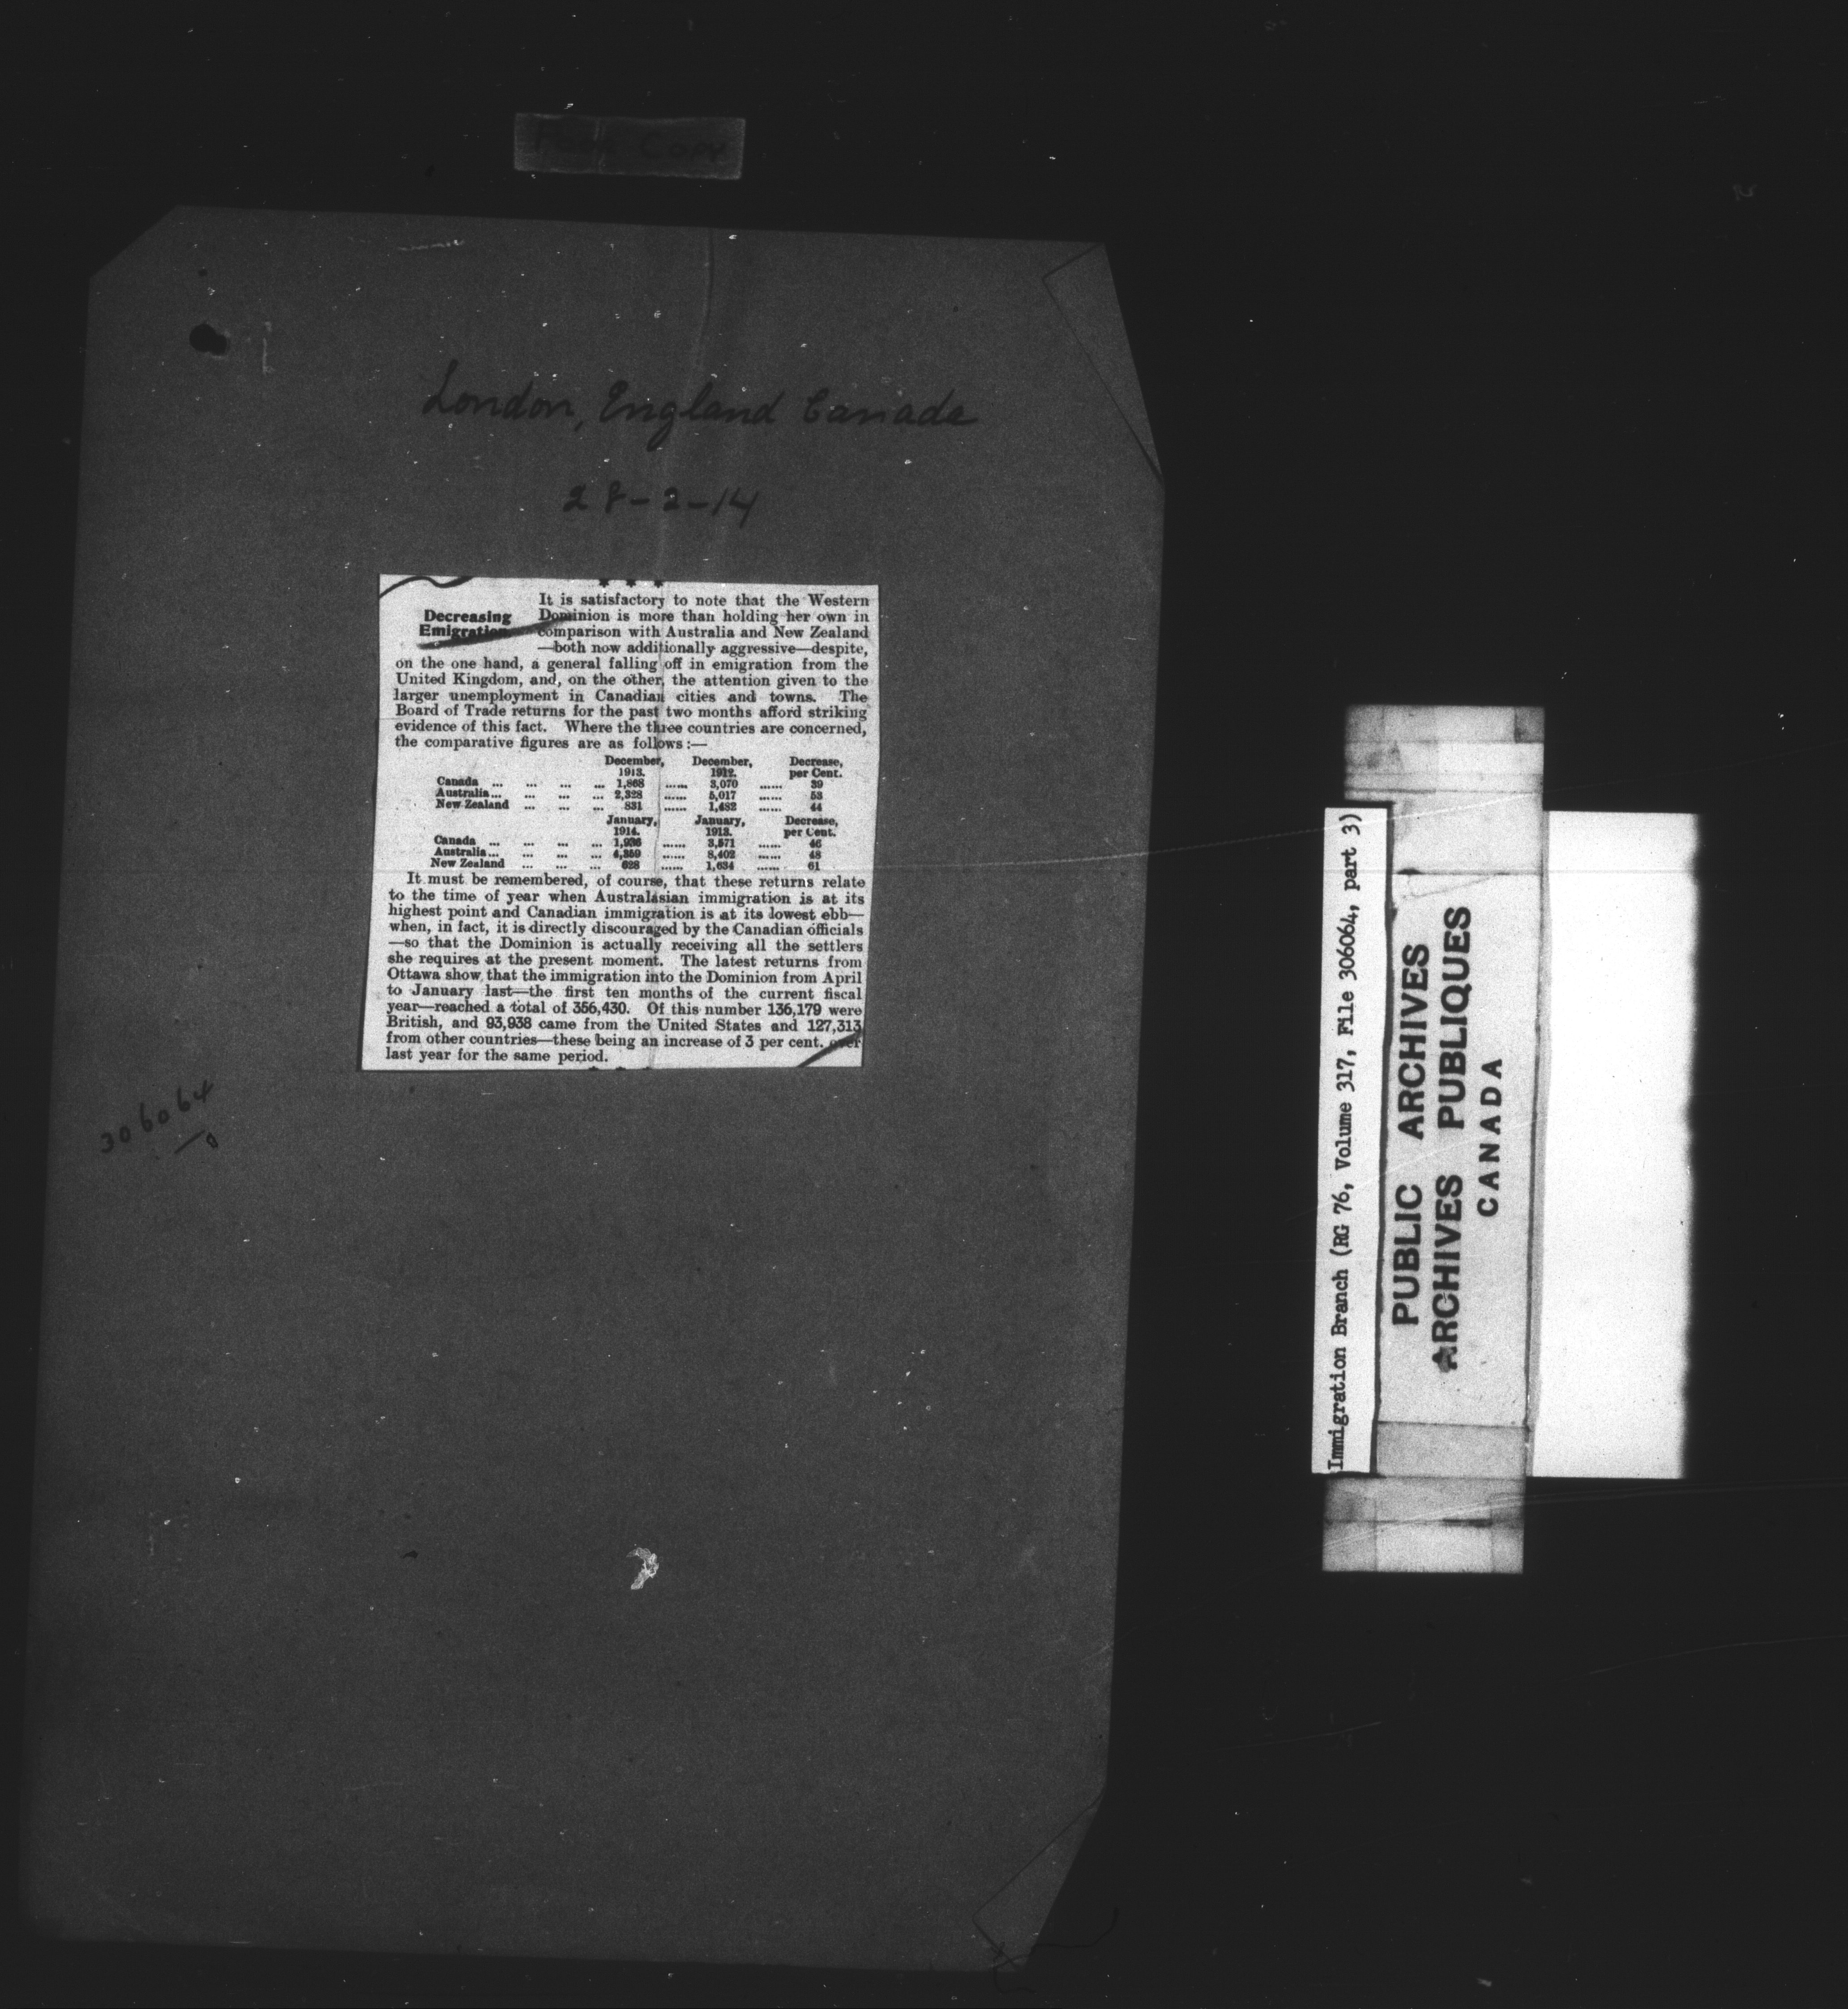 Copy
London, England Canada
28-2-14
Decreasing Emigration
It is satisfactory to note that the Western
Dominion is more than holding her own in
comparison with Australia and New Zealand
—both now additionally aggressive—despite,
on the one hand, a general falling off in emigration from the
United Kingdom, and, on the other, the attention given to the
larger unemployment in Canadian cities and towns. The
Board of Trade returns for the past two months afford striking
evidence of this fact. Where the three countries are concerned,
the comparative figures are as follows :—
December, 1913. December, 1912. Decrease, per Cent.
Canada ... ... ... ... 1,868 ...... 3,070 ...... 39
Australia... ... ... ... 2,328 ...... 5,017 ...... 53
New Zealand ... ... ... 831 ...... 1,482 ...... 44
January, 1914. January, 1913. Decrease, per Cent.
Canada ... ... ... ... 1,936 ...... 3,571 ...... 46
Australia... ... ... ... 4,359 ...... 8,402 ...... 48
New Zealand ... ... ... 628 ...... 1,634 ...... 61
It must be remembered, of course, that these returns relate
to the time of year when Australasian immigration is at its
highest point and Canadian immigration is at its lowest ebb—
when, in fact, it is directly discouraged by the Canadian officials
—so that the Dominion is actually receiving all the settlers
she requires at the present moment. The latest returns from
Ottawa show that the immigration into the Dominion from April
to January last—the first ten months of the current fiscal
year—reached a total of 356,430. Of this number 136,179 were
British, and 93,938 came from the United States and 127,313
from other countries—these being an increase of 3 per cent. over
last year for the same period.
306064
Immigration Branch (RG 76, Volume 317, File 306064, part 3)
PUBLIC ARCHIVES
ARCHIVES PUBLIQUES
CANADA